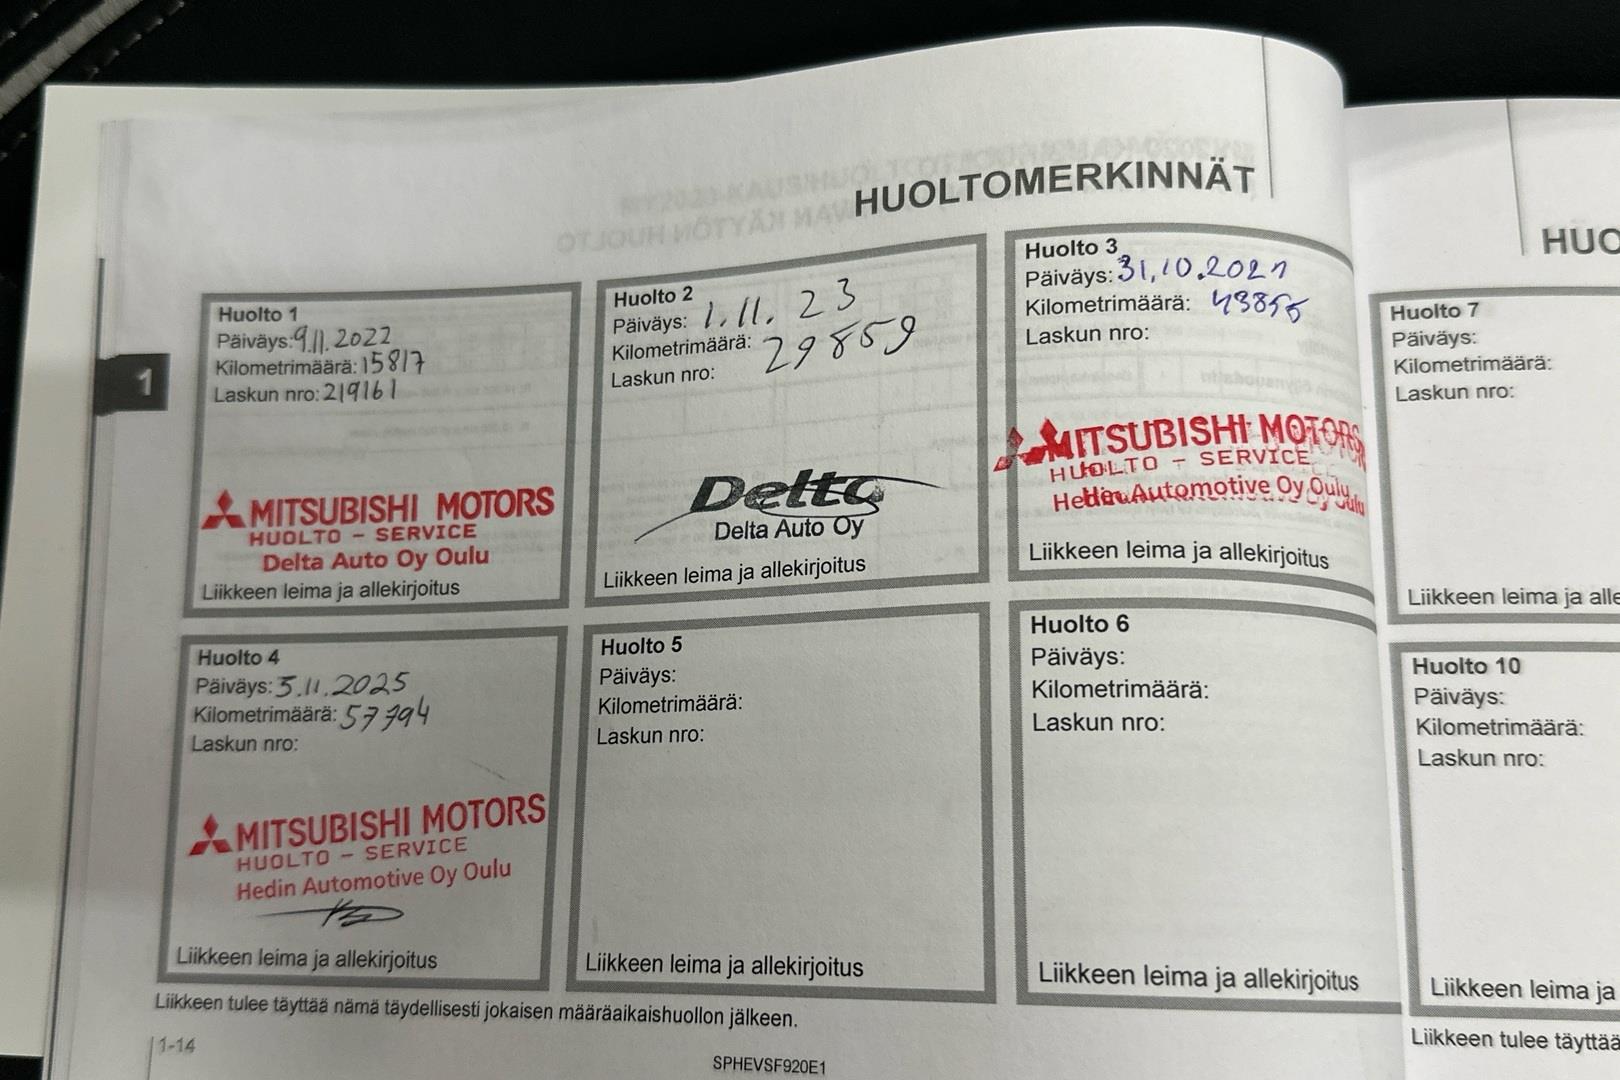 HUOLTOMERKINNÄT
Huolto 1
Päiväys: 9.11.2022
Kilometrimäärä: 15817
Laskun nro: 219161
MITSUBISHI MOTORS
HUOLTO - SERVICE
Delta Auto Oy Oulu
Liikkeen leima ja allekirjoitus
Huolto 2
Päiväys: 1.11.23
Kilometrimäärä: 29859
Laskun nro:
Delta
Delta Auto Oy
Liikkeen leima ja allekirjoitus
Huolto 3
Päiväys: 31.10.2021
Kilometrimäärä:
Laskun nro:
MITSUBISHI MOTORS
HUOLTO - SERVICE
Hedin Automotive Oy Oulu
Liikkeen leima ja allekirjoitus
Huolto 4
Päiväys: 3.11.2025
Kilometrimäärä: 57794
Laskun nro:
MITSUBISHI MOTORS
HUOLTO - SERVICE
Hedin Automotive Oy Oulu
Liikkeen leima ja allekirjoitus
Huolto 5
Päiväys:
Kilometrimäärä:
Laskun nro:
Liikkeen leima ja allekirjoitus
Huolto 6
Päiväys:
Kilometrimäärä:
Laskun nro:
Liikkeen leima ja allekirjoitus
Liikkeen tulee täyttää nämä täydellisesti jokaisen määräaikaishuollon jälkeen.
1
1-14
SPHEVSF920E1
HUO
Huolto 7
Päiväys:
Kilometrimäärä:
Laskun nro:
Liikkeen leima ja alle
Huolto 10
Päiväys:
Kilometrimäärä:
Laskun nro:
Liikkeen leima ja
Liikkeen tulee täyttää